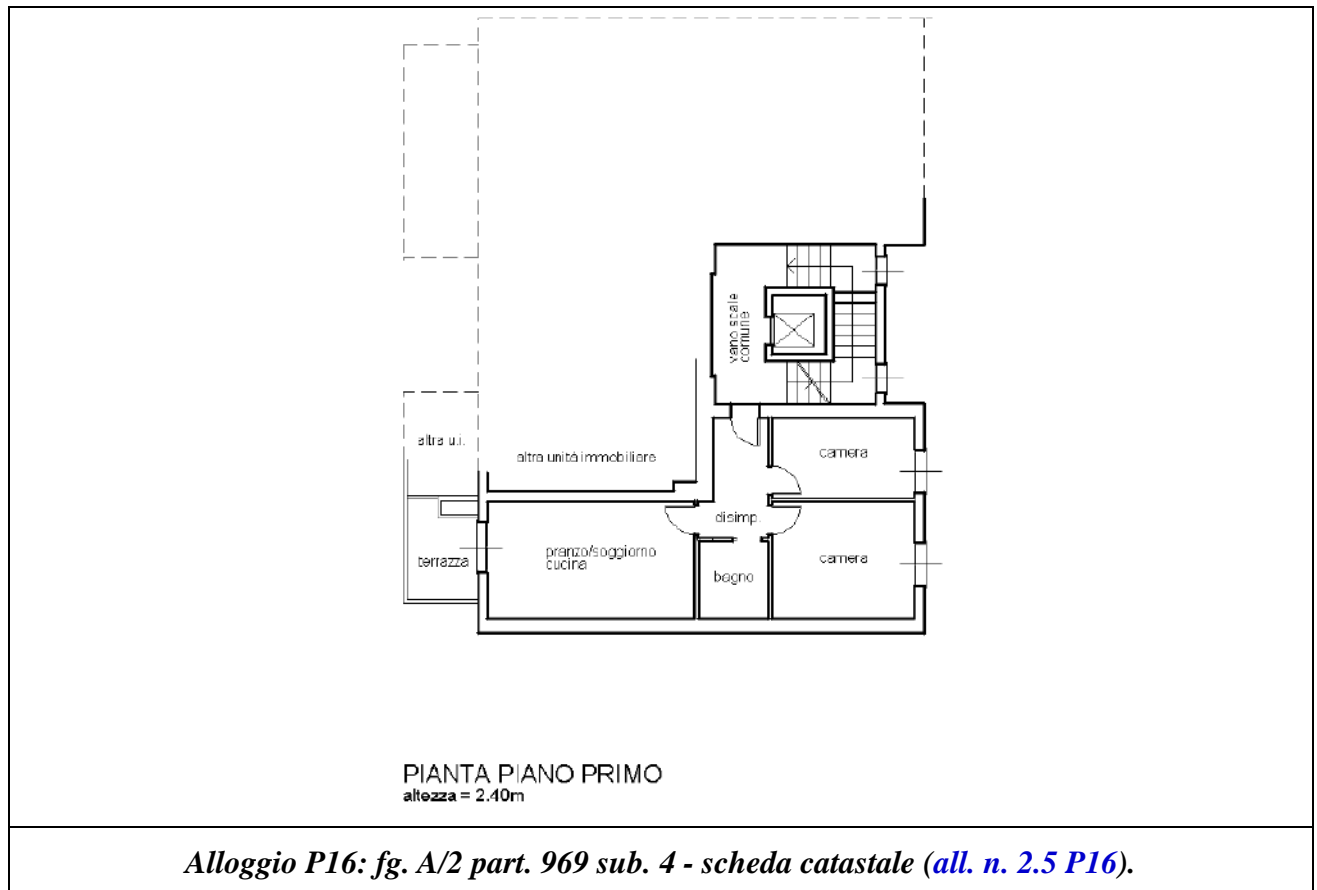 vano scale
comune
altra u.i.
altra unità immobiliare
camera
disimp.
terrazza
pranzo/soggiorno
cucina
bagno
camera
PIANTA PIANO PRIMO
altezza = 2.40m
Alloggio P16: fg. A/2 part. 969 sub. 4 - scheda catastale (all. n. 2.5 P16).